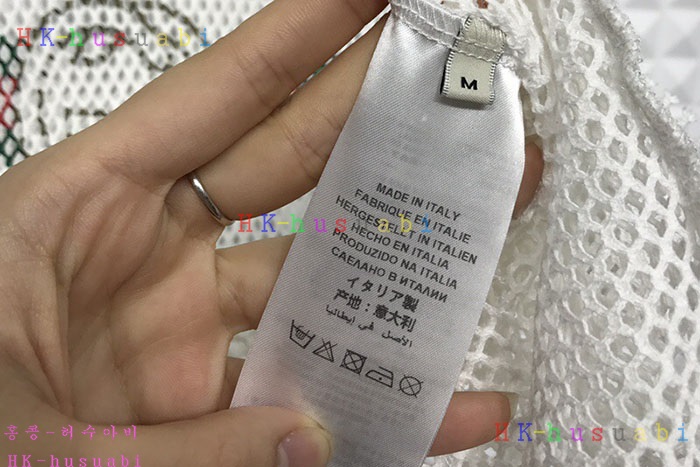 HK-husuabi
M
MADE IN ITALY
FABRIQUE EN ITALIE
HERGESTELLT IN ITALIEN
HK-husuabi
HECHO EN ITALIA
PRODUZIDO NA ITALIA
СДЕЛАНО В ИТАЛИИ
イタリア製
产地：意大利
الأصل في إيطاليا
홍콩-허수아비
HK-husuabi
HK-husuabi